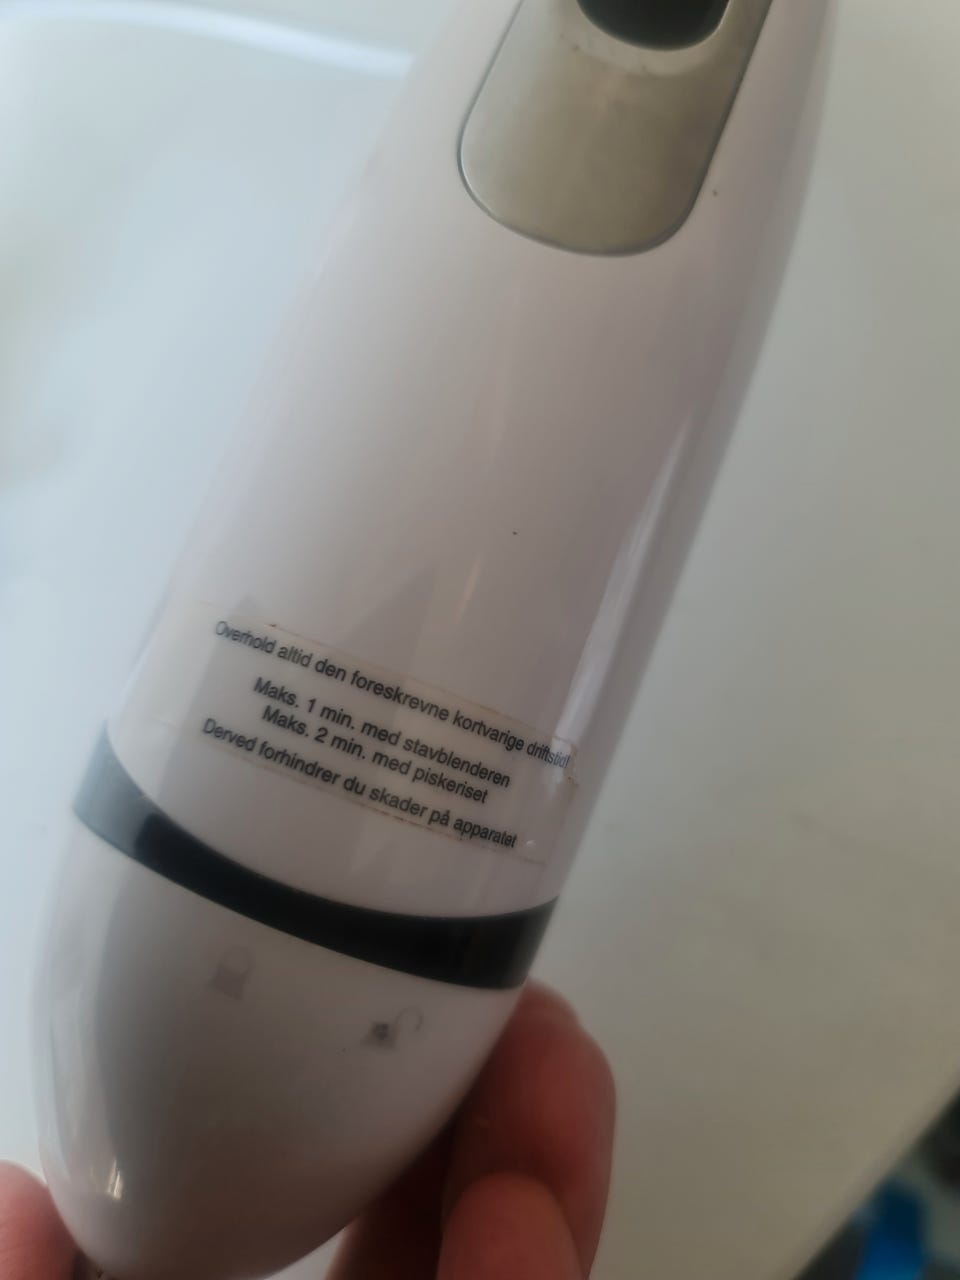 Overhold altid den foreskrevne kortvarige driftstid!
Maks. 1 min. med stavblenderen
Maks. 2 min. med piskeriset
Derved forhindrer du skader på apparatet